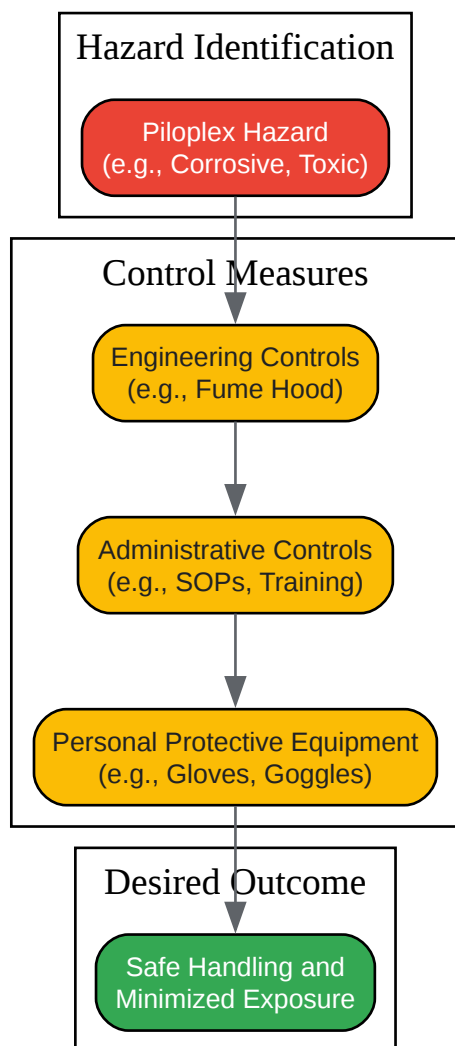 Hazard Identification
Piloplex Hazard
(e.g., Corrosive, Toxic)
Control Measures
Engineering Controls
(e.g., Fume Hood)
Administrative Controls
(e.g., SOPs, Training)
Personal Protective Equipment
(e.g., Gloves, Goggles)
Desired Outcome
Safe Handling and
Minimized Exposure